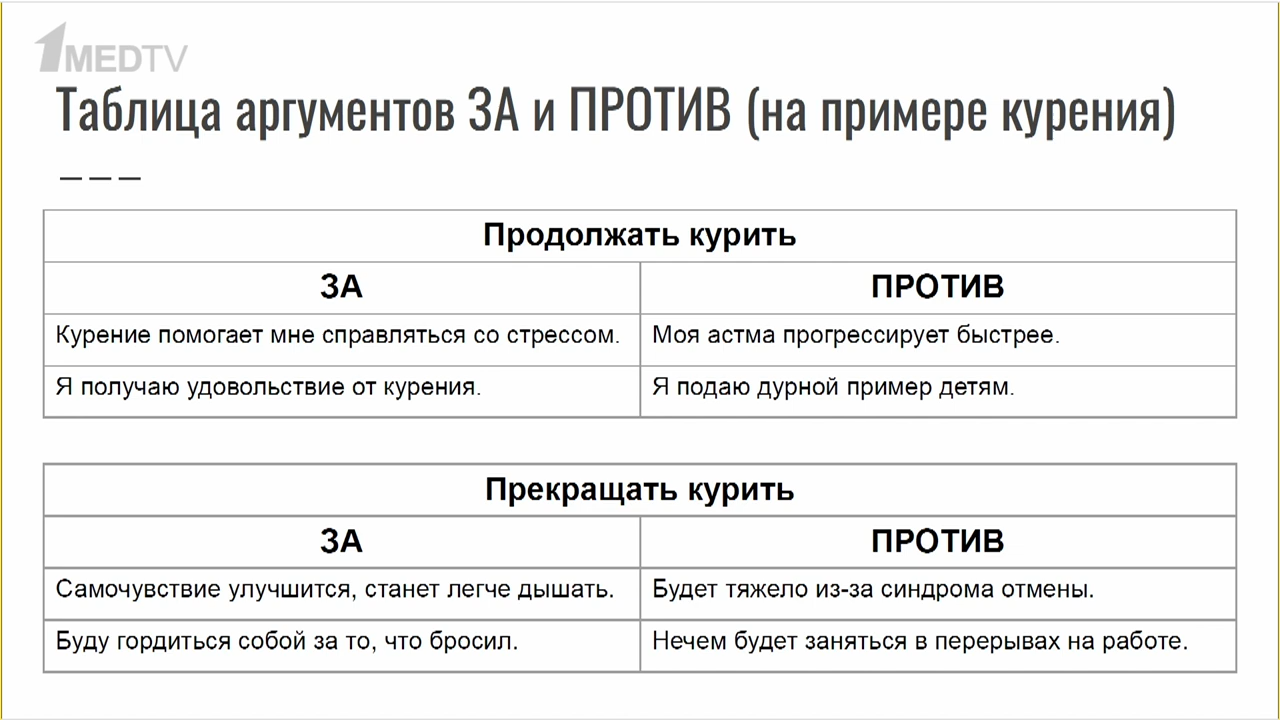 1MEDTV
Таблица аргументов ЗА и ПРОТИВ (на примере курения)
Продолжать курить
ЗА
ПРОТИВ
Курение помогает мне справляться со стрессом.
Моя астма прогрессирует быстрее.
Я получаю удовольствие от курения.
Я подаю дурной пример детям.
Прекращать курить
ЗА
ПРОТИВ
Самочувствие улучшится, станет легче дышать.
Будет тяжело из-за синдрома отмены.
Буду гордиться собой за то, что бросил.
Нечем будет заняться в перерывах на работе.